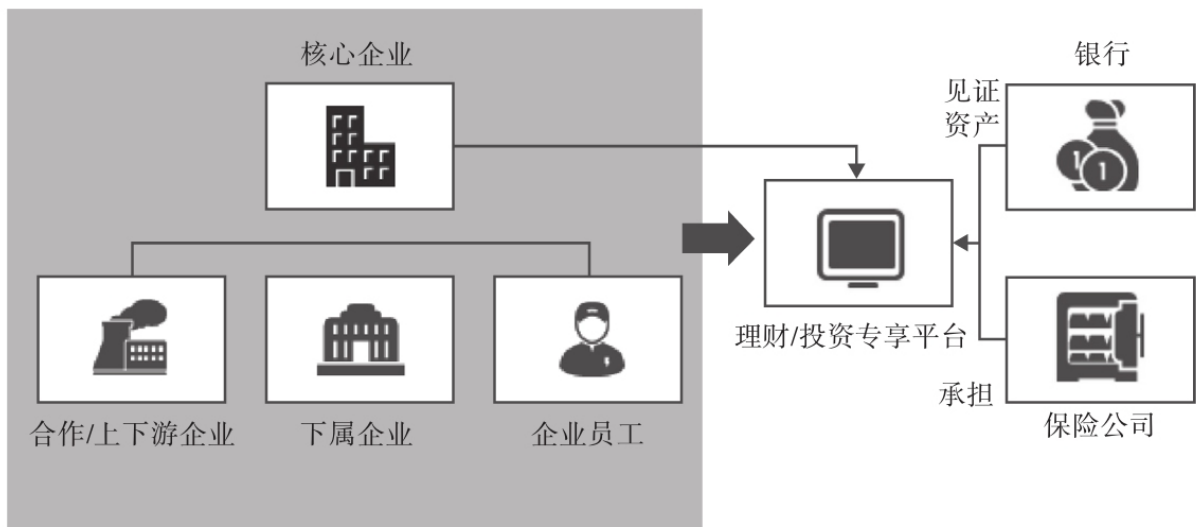 核心企业
银行
见证
资产
理财/投资专享平台
合作/上下游企业
下属企业
企业员工
承担
保险公司
1
1